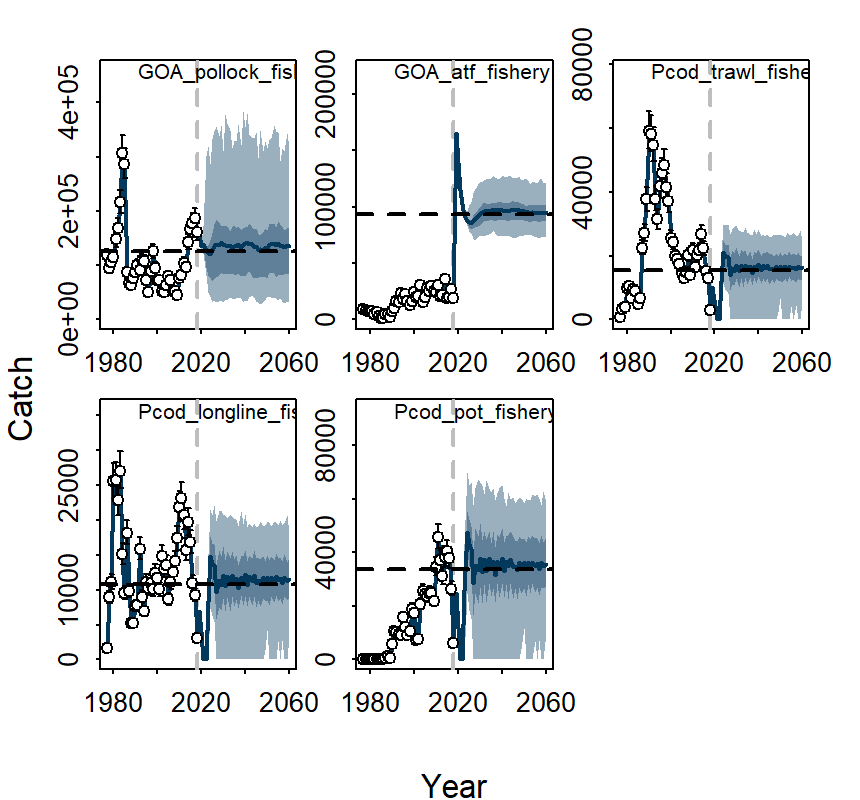 GOA_pollock_fis
GOA_atf_fishery
Pcod_trawl_fishe
0e+00 2e+05 4e+05
0 100000 200000
0 40000 80000
1980 2020 2060
1980 2020 2060
1980 2020 2060
Catch
Pcod_longline_fis
Pcod_pot_fishery
0 10000 25000
0 40000 80000
1980 2020 2060
1980 2020 2060
Year